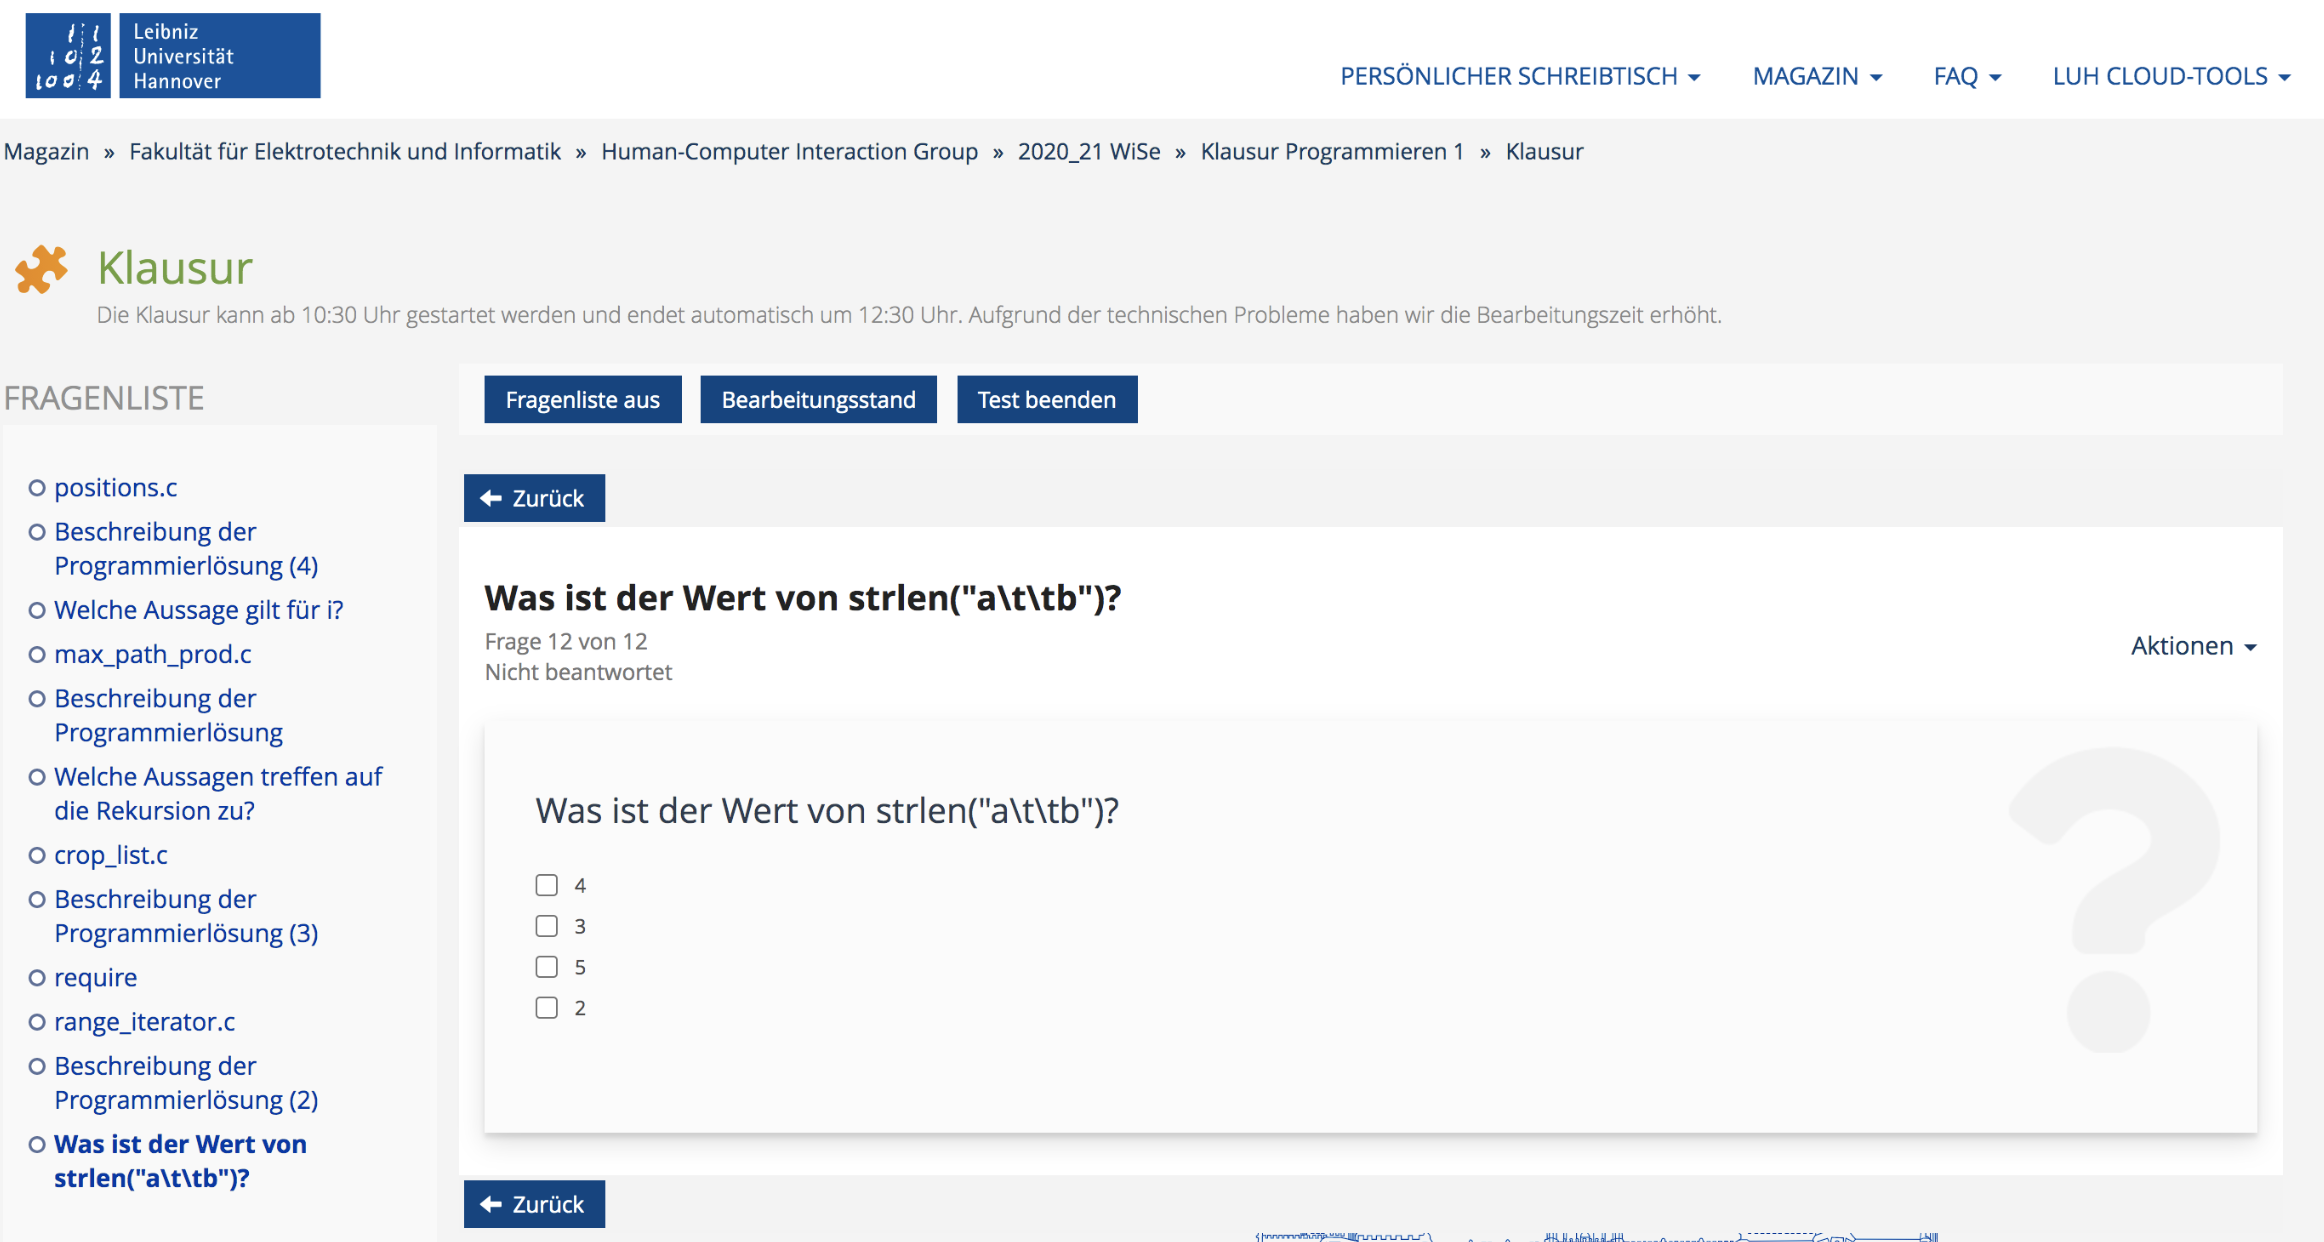 Leibniz
Universität
Hannover
PERSÖNLICHER SCHREIBTISCH MAGAZIN FAQ LUH CLOUD-TOOLS
Magazin » Fakultät für Elektrotechnik und Informatik » Human-Computer Interaction Group » 2020_21 WiSe » Klausur Programmieren 1 » Klausur
Klausur
Die Klausur kann ab 10:30 Uhr gestartet werden und endet automatisch um 12:30 Uhr. Aufgrund der technischen Probleme haben wir die Bearbeitungszeit erhöht.
FRAGENLISTE
positions.c
Beschreibung der
Programmierlösung (4)
Welche Aussage gilt für i?
max_path_prod.c
Beschreibung der
Programmierlösung
Welche Aussagen treffen auf
die Rekursion zu?
crop_list.c
Beschreibung der
Programmierlösung (3)
require
range_iterator.c
Beschreibung der
Programmierlösung (2)
Was ist der Wert von
strlen("a\t\tb")?
Fragenliste aus Bearbeitungsstand Test beenden
Zurück
Was ist der Wert von strlen("a\t\tb")?
Frage 12 von 12
Nicht beantwortet
Aktionen
Was ist der Wert von strlen("a\t\tb")?
4
3
5
2
Zurück